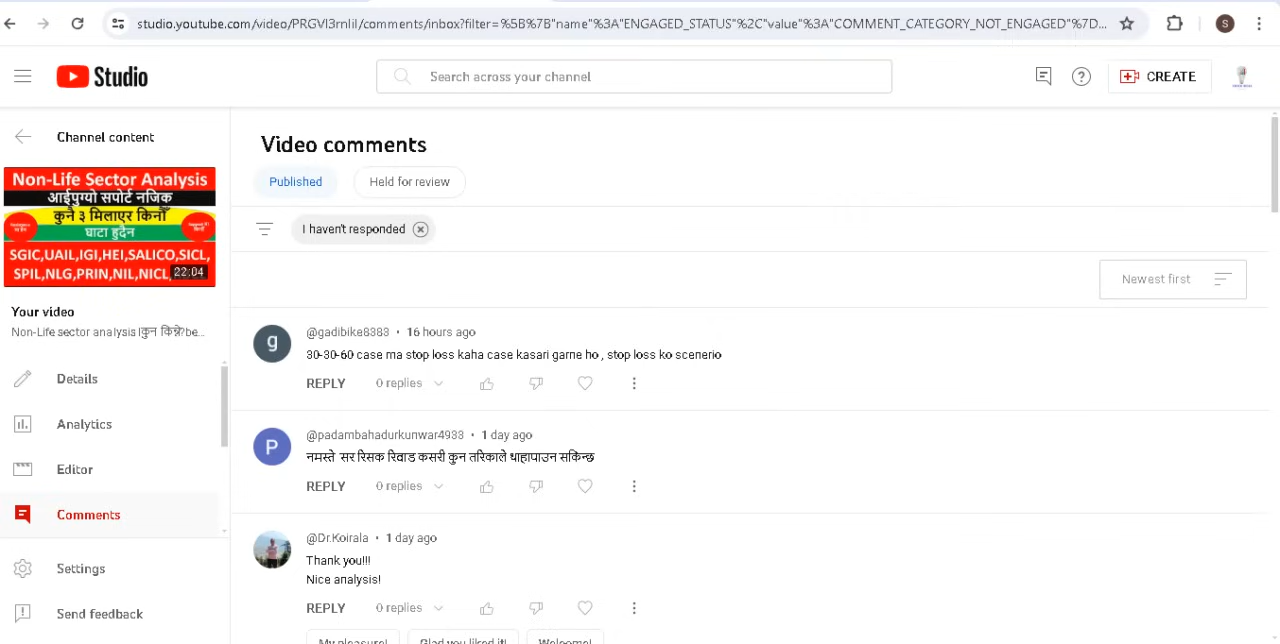 studio.youtube.com/video/PRGVI3rnliI/comments/inbox?filter=%5B%7B"name"%3A"ENGAGED_STATUS"%2C"value"%3A"COMMENT_CATEGORY_NOT_ENGAGED"%7D...
S
Studio
Search across your channel
CREATE
Channel content
Non-Life Sector Analysis
आईपुग्यो सपोर्ट नजिक
कुनै ३ मिलाएर किनौं
घाटा हुदैन
SGIC,UAIL,IGI,HEI,SALICO,SICL,
SPIL,NLG,PRIN,NIL,NICL,
22:04
Your video
Non-Life sector analysis।कुन किन्ने?be...
Details
Analytics
Editor
Comments
Settings
Send feedback
Video comments
Published
Held for review
I haven't responded
Newest first
g
@gadibike8383 • 16 hours ago
30-30-60 case ma stop loss kaha case kasari garne ho , stop loss ko scenerio
REPLY 0 replies
P
@padambahadurkunwar4933 • 1 day ago
नमस्ते सर रिसक रिवाड कसरी कुन तरिकाले थाहापाउन सकिन्छ
REPLY 0 replies
@Dr.Koirala • 1 day ago
Thank you!!!
Nice analysis!
REPLY 0 replies
My pleasure! Glad you liked it! Welcome!